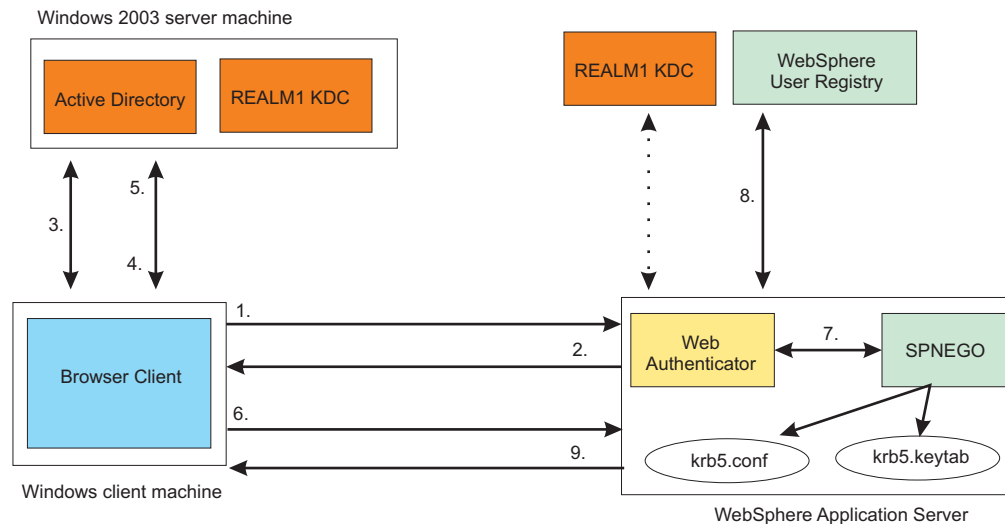 Windows 2003 server machine
Active Directory
REALM1 KDC
REALM1 KDC
WebSphere
User Registry
3.
5.
4.
8.
1.
2.
6.
9.
Browser Client
Web
Authenticator
7.
SPNEGO
krb5.conf
krb5.keytab
Windows client machine
WebSphere Application Server